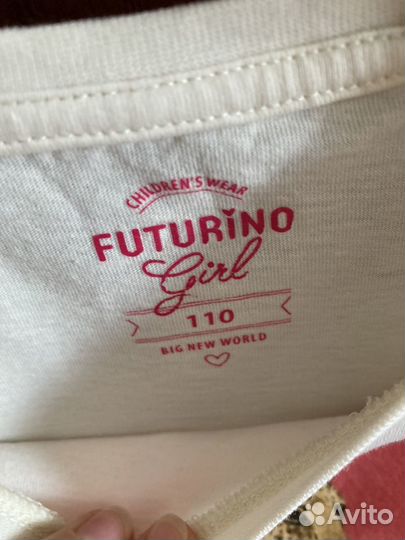 CHILDREN'S WEAR
FUTURINO
Girl
110
BIG NEW WORLD
Avito